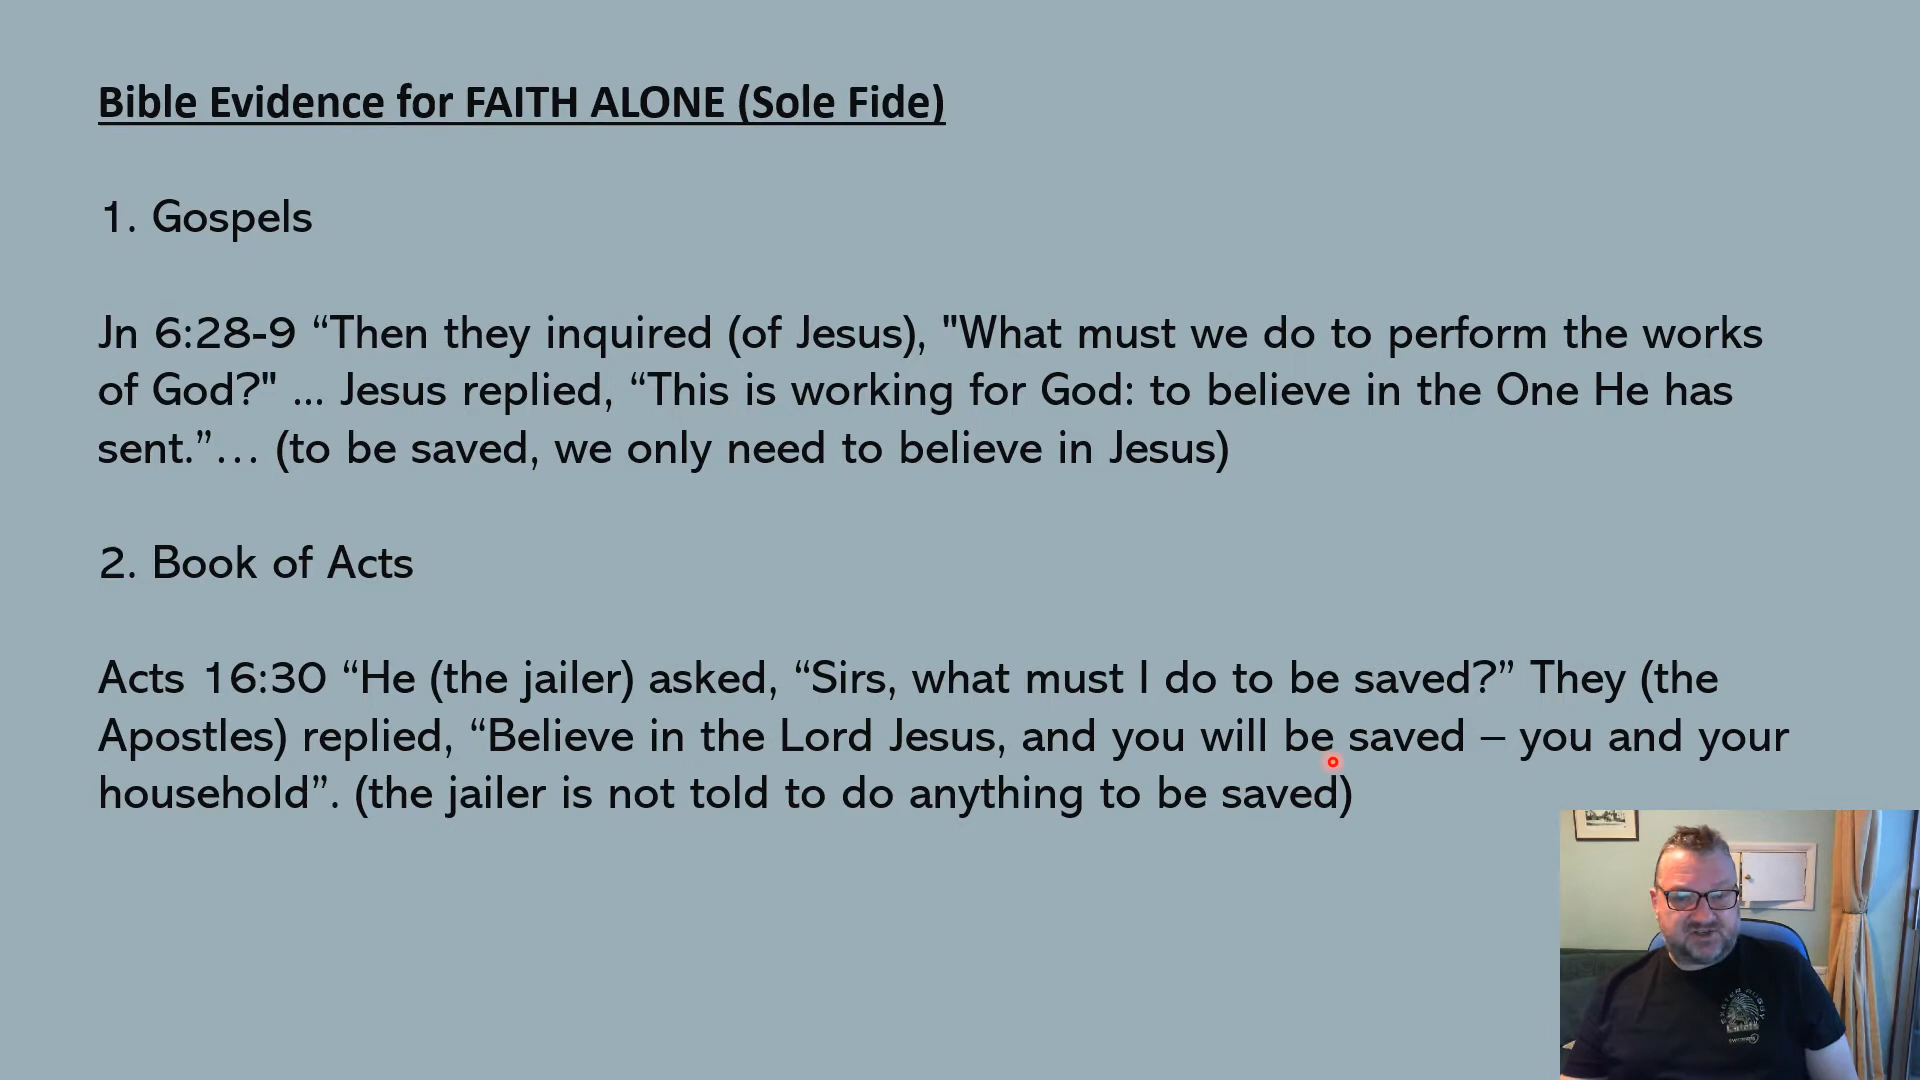 Bible Evidence for FAITH ALONE (Sole Fide)
1. Gospels
Jn 6:28-9 “Then they inquired (of Jesus), "What must we do to perform the works
of God?" ... Jesus replied, “This is working for God: to believe in the One He has
sent.”… (to be saved, we only need to believe in Jesus)
2. Book of Acts
Acts 16:30 “He (the jailer) asked, “Sirs, what must I do to be saved?” They (the
Apostles) replied, “Believe in the Lord Jesus, and you will be saved – you and your
household”. (the jailer is not told to do anything to be saved)